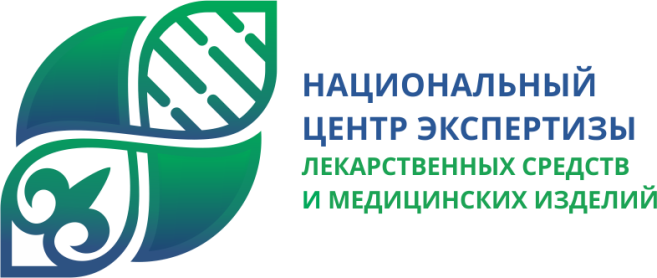 НАЦИОНАЛЬНЫЙ
ЦЕНТР ЭКСПЕРТИЗЫ
ЛЕКАРСТВЕННЫХ СРЕДСТВ
И МЕДИЦИНСКИХ ИЗДЕЛИЙ